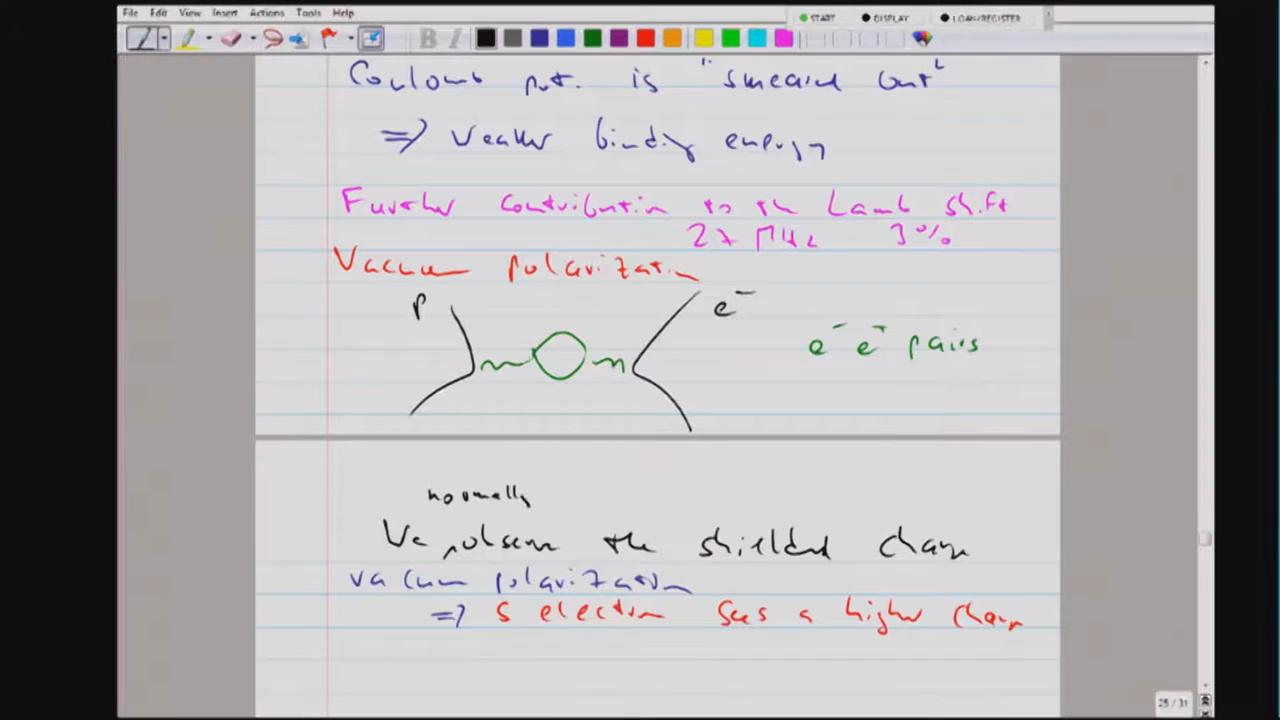 File Edit View Insert Actions Tools Help
START DISPLAY LOAN/REGISTER
B I
Coulomb pot. is "smeared out"
=> Weaker binding energy
Further contribution to the Lamb shift
27 MHz 3%
Vacuum polarization
p e⁻
e⁻ e⁺ pairs
normally
We observe the shielded charge
vacuum polarization
=> S electron sees a higher charge
25 / 31